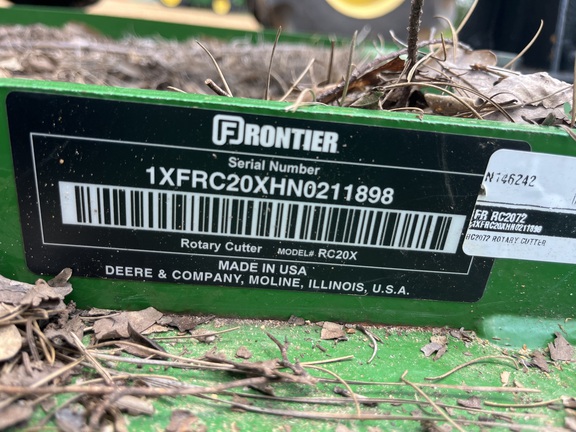 FRONTIER
Serial Number
1XFRC20XHN0211898
Rotary Cutter MODEL# RC20X
MADE IN USA
DEERE & COMPANY, MOLINE, ILLINOIS, U.S.A.
N146242
FR RC2072
1XFRC20XHN0211898
RC2072 ROTARY CUTTER